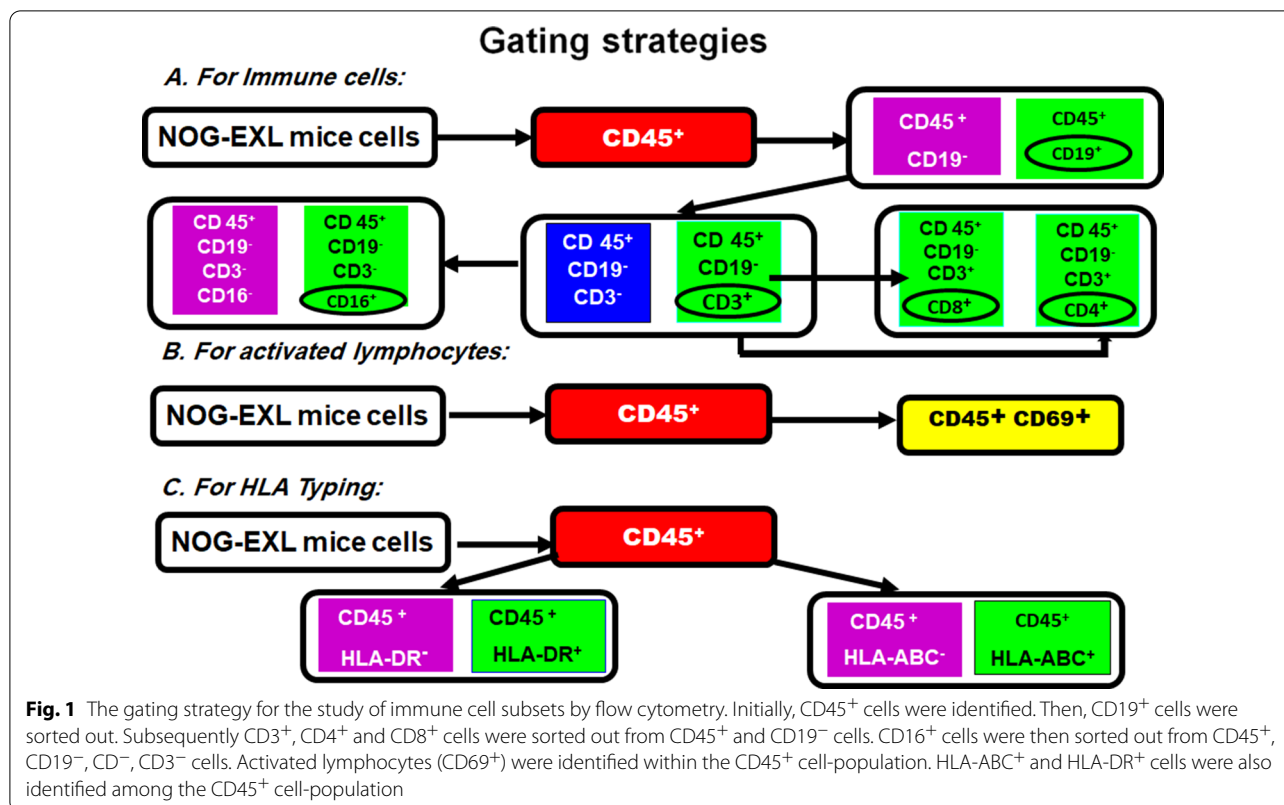 Gating strategies
A. For Immune cells:
NOG-EXL mice cells
CD45⁺
CD45⁺
CD19⁻
CD45⁺
CD19⁺
CD 45⁺
CD19⁻
CD3⁻
CD16⁻
CD 45⁺
CD19⁻
CD3⁻
CD16⁺
CD 45⁺
CD19⁻
CD3⁻
CD 45⁺
CD19⁻
CD3⁺
CD 45⁺
CD19⁻
CD3⁺
CD8⁺
CD 45⁺
CD19⁻
CD3⁺
CD4⁺
B. For activated lymphocytes:
NOG-EXL mice cells
CD45⁺
CD45⁺ CD69⁺
C. For HLA Typing:
NOG-EXL mice cells
CD45⁺
CD45⁺
HLA-DR⁻
CD45⁺
HLA-DR⁺
CD45⁺
HLA-ABC⁻
CD45⁺
HLA-ABC⁺
Fig. 1 The gating strategy for the study of immune cell subsets by flow cytometry. Initially, CD45⁺ cells were identified. Then, CD19⁺ cells were
sorted out. Subsequently CD3⁺, CD4⁺ and CD8⁺ cells were sorted out from CD45⁺ and CD19⁻ cells. CD16⁺ cells were then sorted out from CD45⁺,
CD19⁻, CD⁻, CD3⁻ cells. Activated lymphocytes (CD69⁺) were identified within the CD45⁺ cell-population. HLA-ABC⁺ and HLA-DR⁺ cells were also
identified among the CD45⁺ cell-population